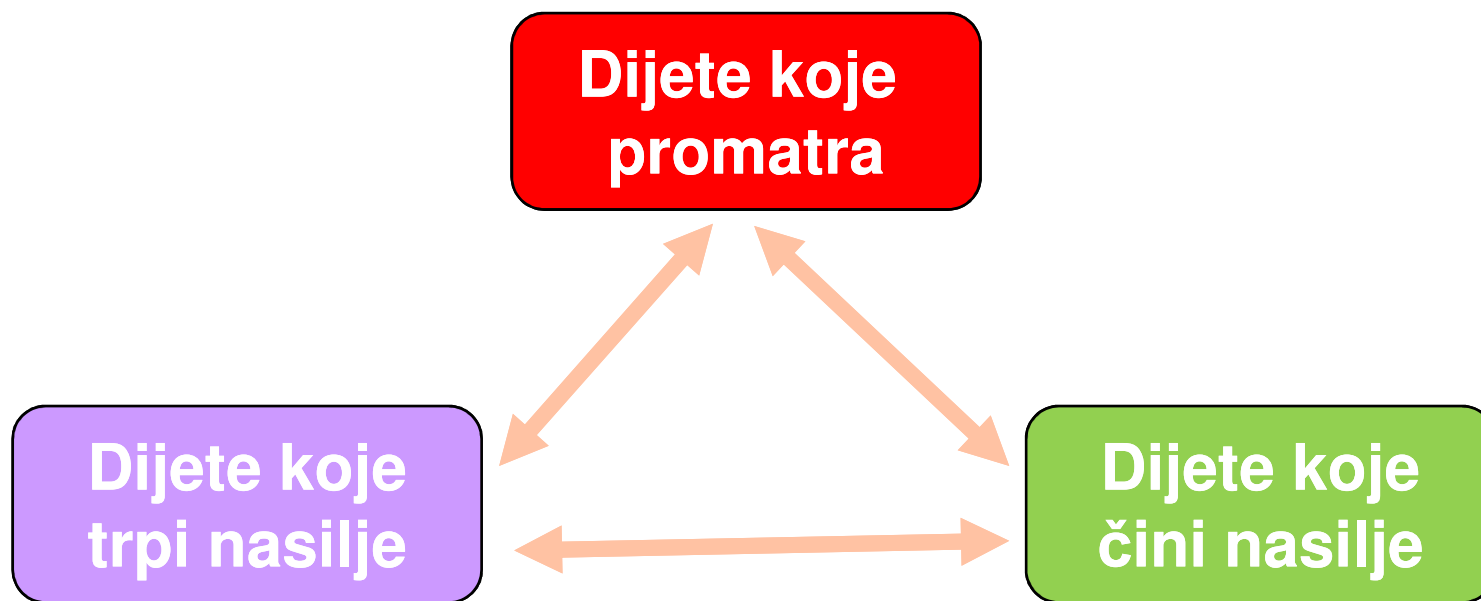 Dijete koje
promatra
Dijete koje
trpi nasilje
Dijete koje
čini nasilje